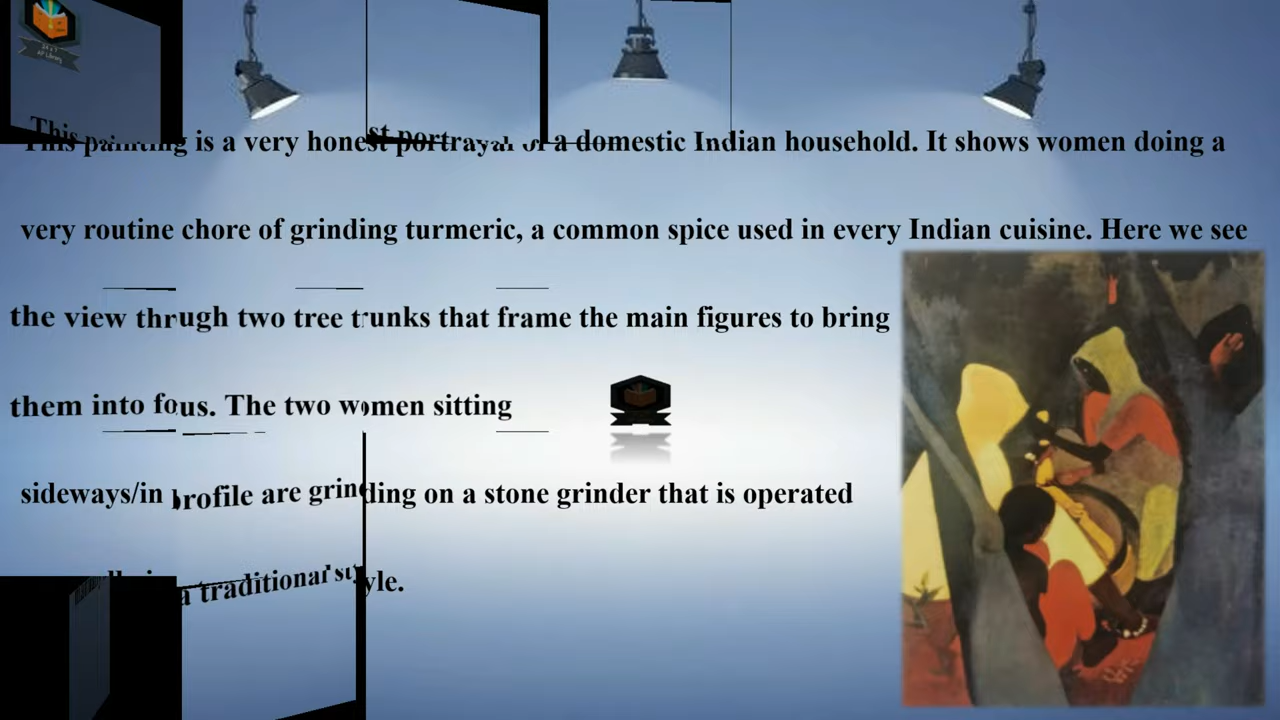 This painting is a very honest portrayal of a domestic Indian household. It shows women doing a
very routine chore of grinding turmeric, a common spice used in every Indian cuisine. Here we see
the view through two tree trunks that frame the main figures to bring
them into fous. The two women sitting
sideways/in profile are grinding on a stone grinder that is operated
a traditional style.